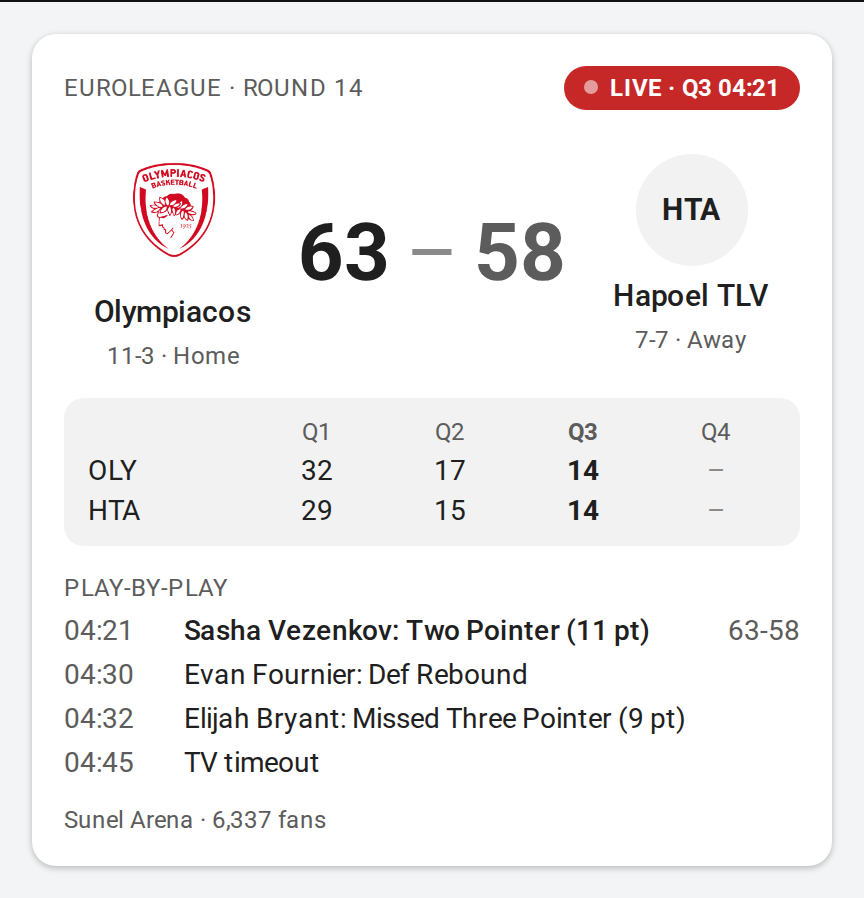 EUROLEAGUE · ROUND 14
LIVE · Q3 04:21
OLYMPIACOS
BASKETBALL
1925
Olympiacos
11-3 · Home
63 – 58
HTA
Hapoel TLV
7-7 · Away
Q1 Q2 Q3 Q4
OLY 32 17 14 –
HTA 29 15 14 –
PLAY-BY-PLAY
04:21 Sasha Vezenkov: Two Pointer (11 pt) 63-58
04:30 Evan Fournier: Def Rebound
04:32 Elijah Bryant: Missed Three Pointer (9 pt)
04:45 TV timeout
Sunel Arena · 6,337 fans